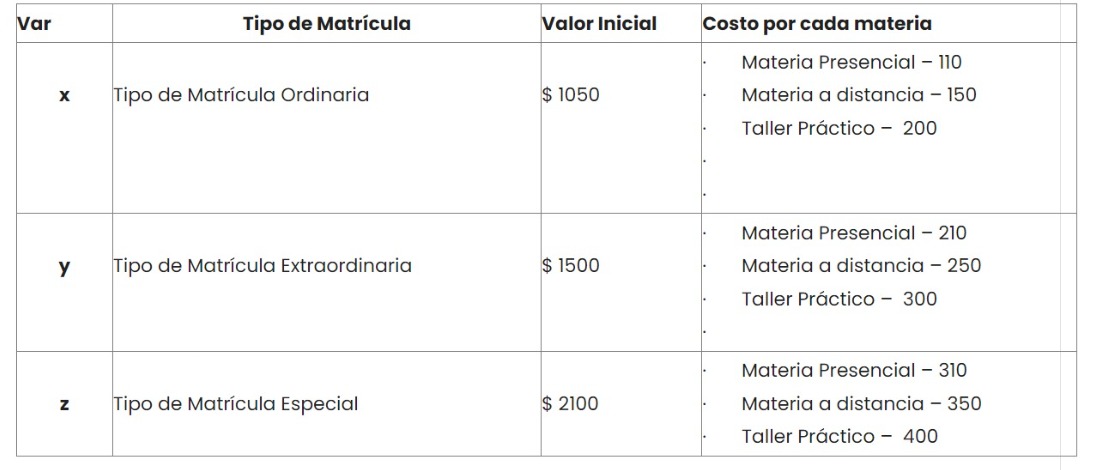 Var Tipo de Matrícula Valor Inicial Costo por cada materia
x Tipo de Matrícula Ordinaria $ 1050
· Materia Presencial – 110
· Materia a distancia – 150
· Taller Práctico –  200
·
·
y Tipo de Matrícula Extraordinaria $ 1500
· Materia Presencial – 210
· Materia a distancia – 250
· Taller Práctico –  300
·
z Tipo de Matrícula Especial $ 2100
· Materia Presencial – 310
· Materia a distancia – 350
· Taller Práctico –  400